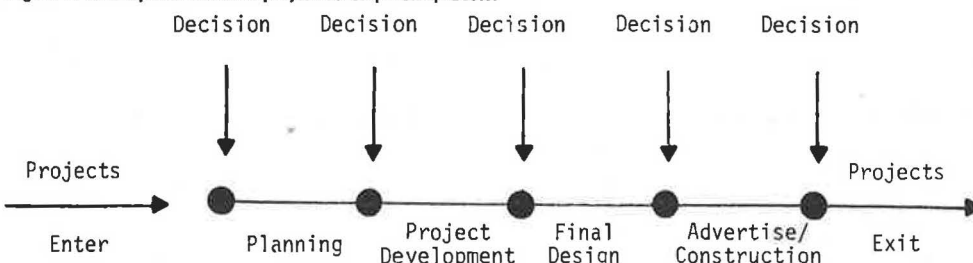 Decision Decision Decision Decision Decision
Projects Projects
Enter Planning Project Development Final Design Advertise/ Construction Exit